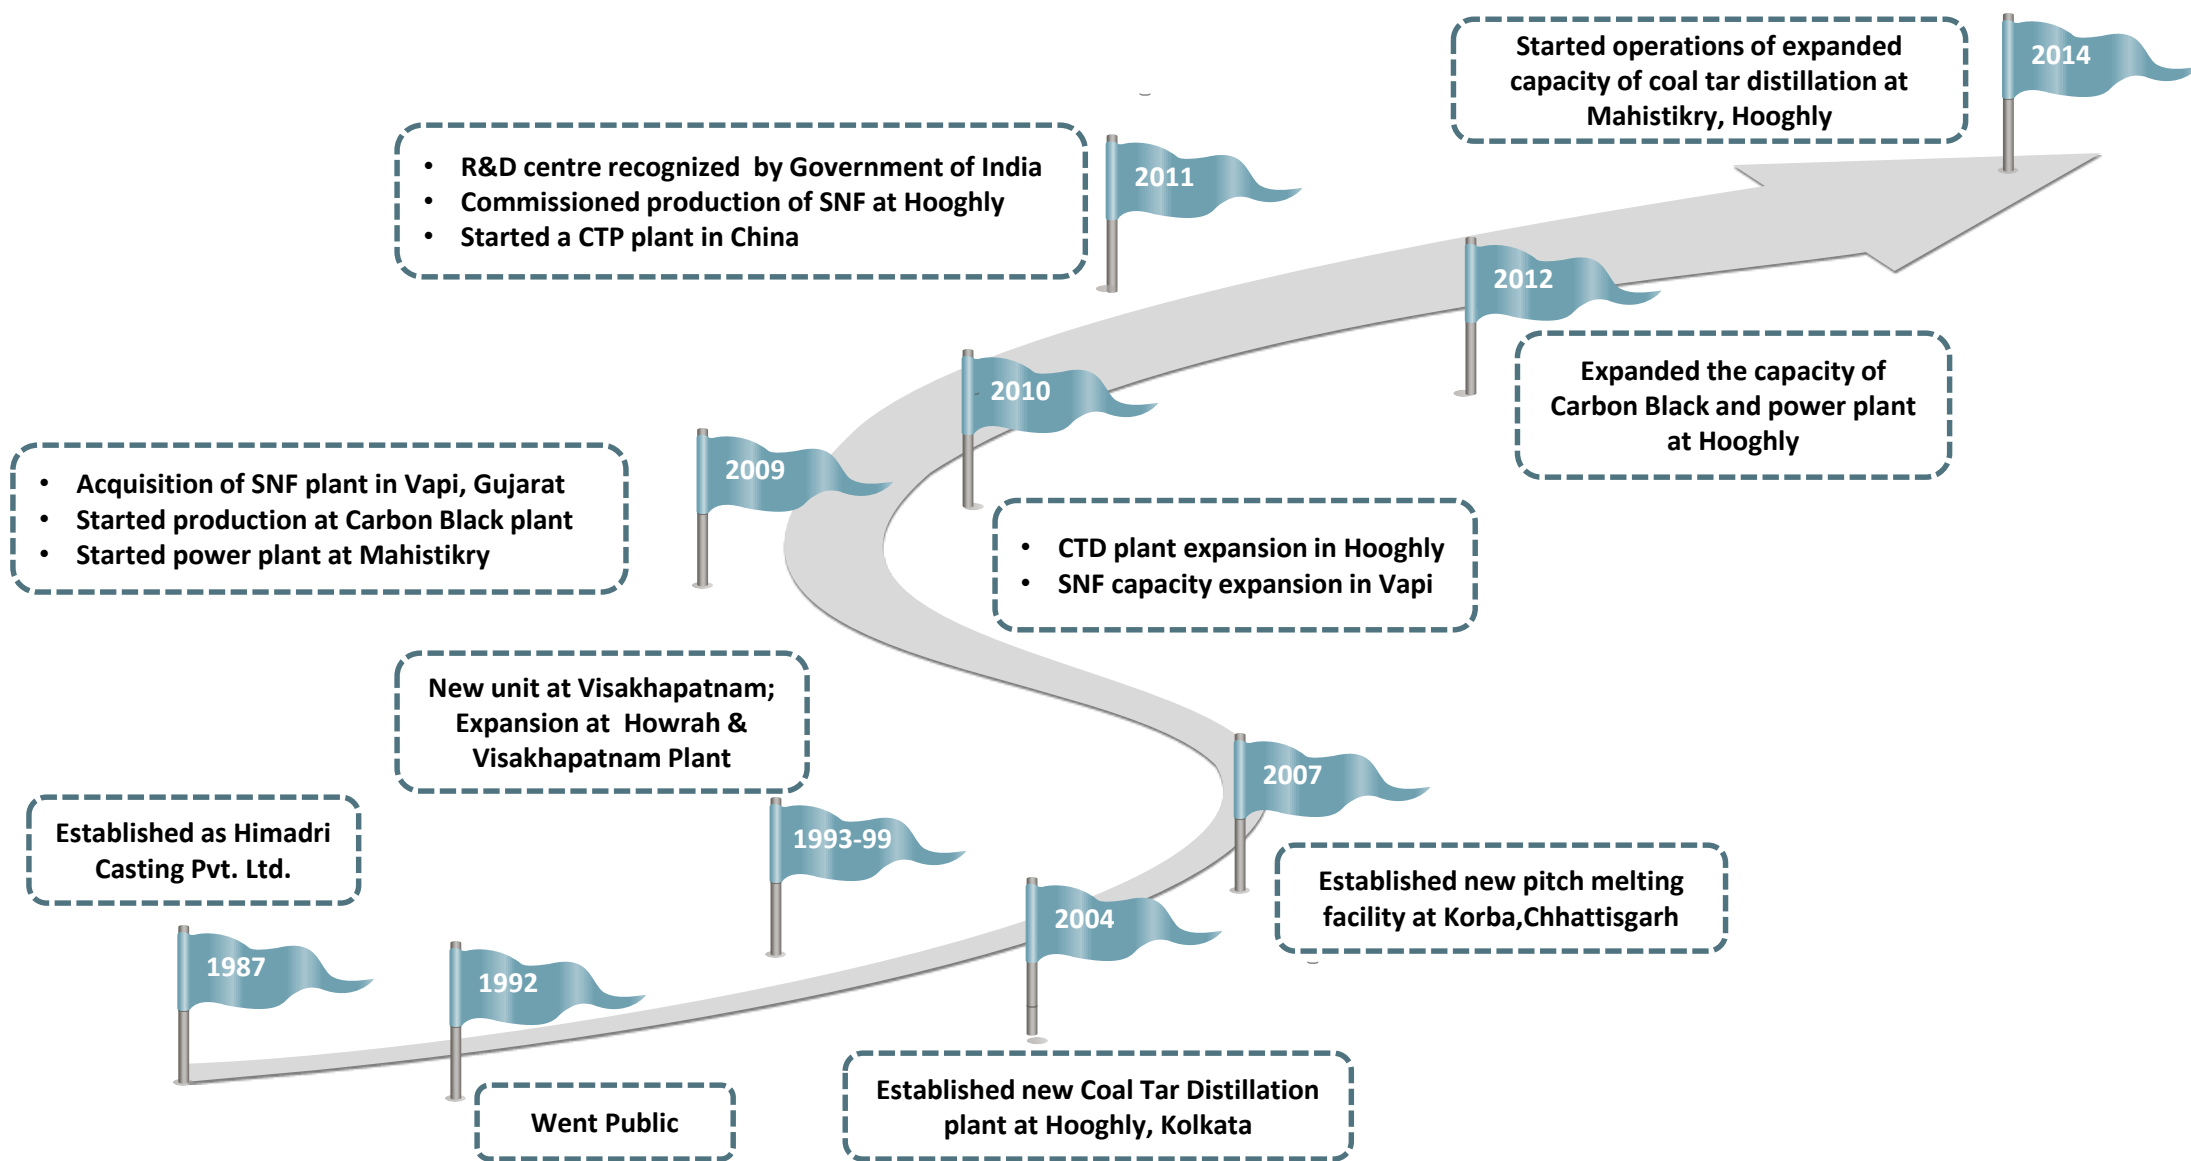 Started operations of expanded
capacity of coal tar distillation at
Mahistikry, Hooghly
2014
• R&D centre recognized by Government of India
• Commissioned production of SNF at Hooghly
• Started a CTP plant in China
2011
2012
Expanded the capacity of
Carbon Black and power plant
at Hooghly
2010
• CTD plant expansion in Hooghly
• SNF capacity expansion in Vapi
2009
• Acquisition of SNF plant in Vapi, Gujarat
• Started production at Carbon Black plant
• Started power plant at Mahistikry
New unit at Visakhapatnam;
Expansion at Howrah &
Visakhapatnam Plant
1993-99
2007
Established new pitch melting
facility at Korba,Chhattisgarh
Established as Himadri
Casting Pvt. Ltd.
1987
1992
Went Public
2004
Established new Coal Tar Distillation
plant at Hooghly, Kolkata